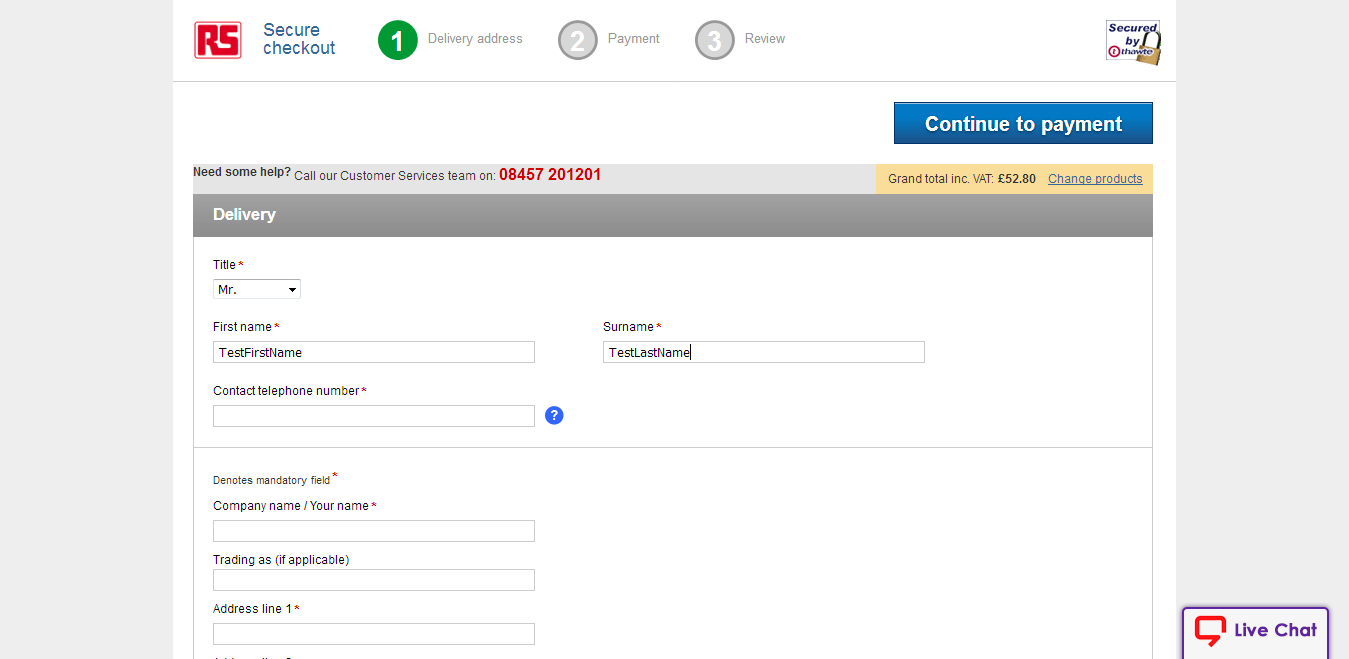 RS
Secure
checkout
1
Delivery address
2
Payment
3
Review
Secured
by
thawte
Continue to payment
Need some help? Call our Customer Services team on: 08457 201201
Grand total inc. VAT: £52.80 Change products
Delivery
Title*
Mr.
First name* Surname*
TestFirstName TestLastName
Contact telephone number*
?
Denotes mandatory field*
Company name / Your name*
Trading as (if applicable)
Address line 1*
Live Chat